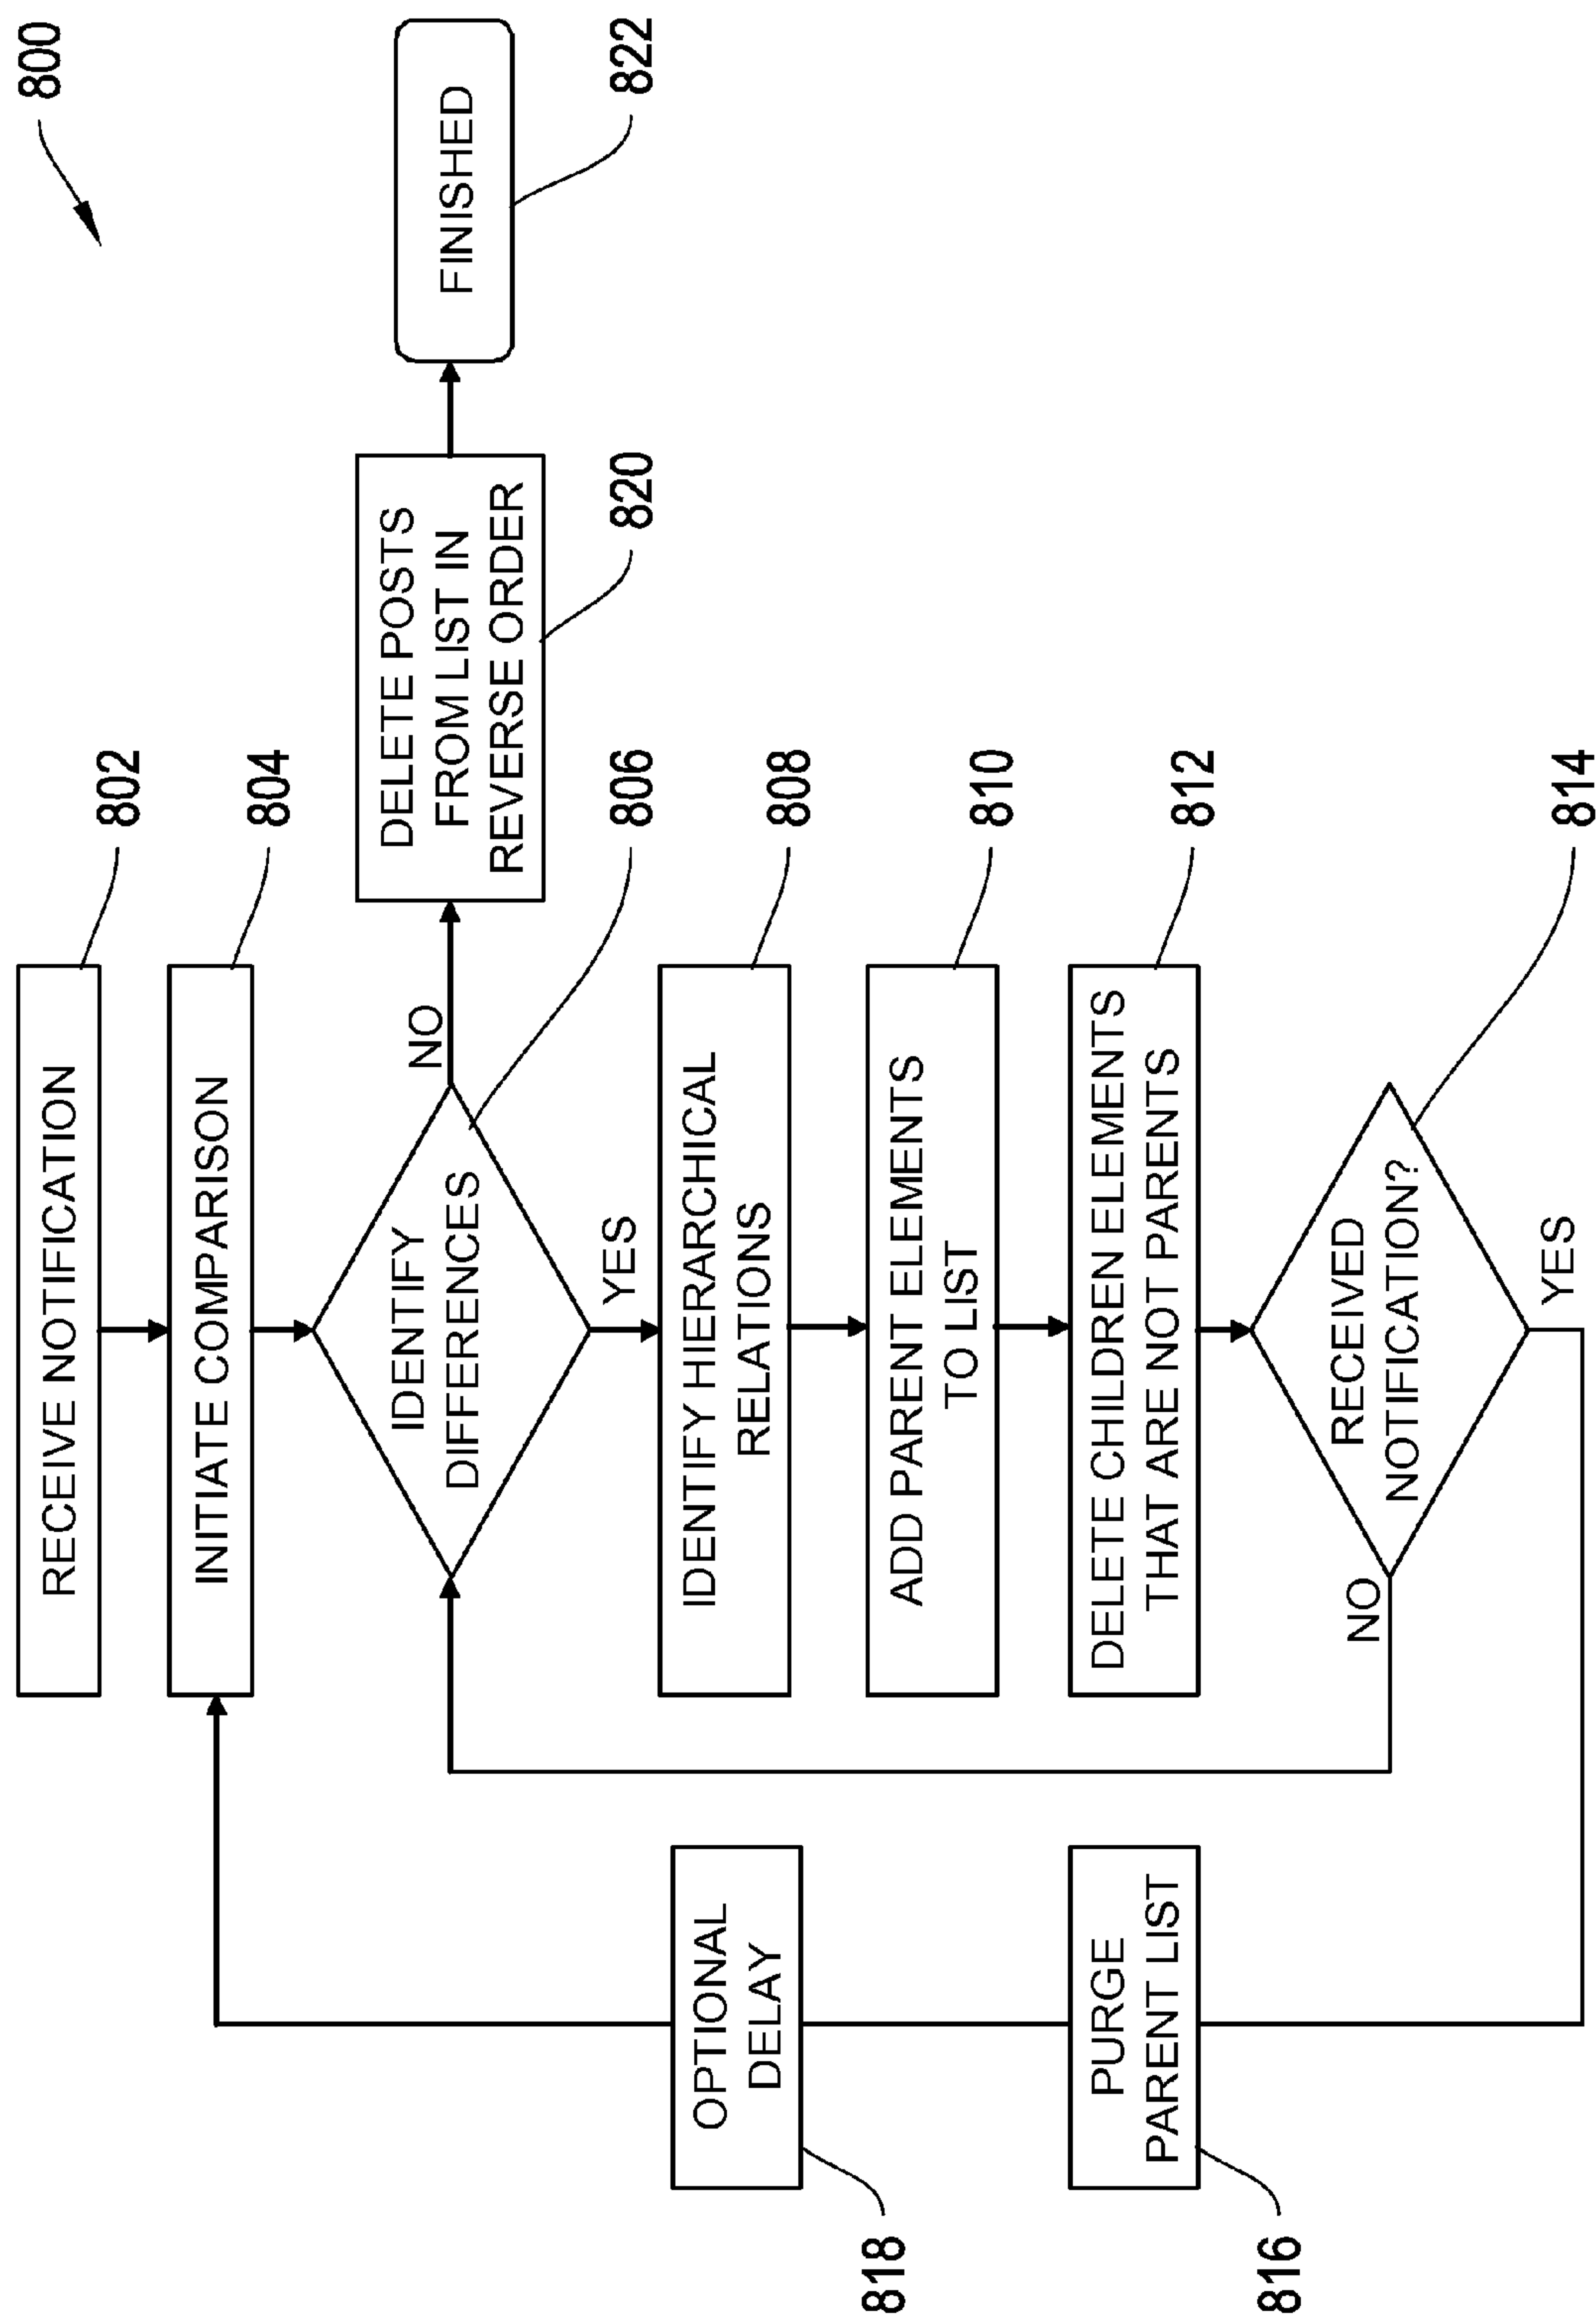 800
RECEIVE NOTIFICATION
802
INITIATE COMPARISON
804
IDENTIFY
DIFFERENCES
806
NO
DELETE POSTS
FROM LIST IN
REVERSE ORDER
820
FINISHED
822
YES
IDENTIFY HIERARCHICAL
RELATIONS
808
ADD PARENT ELEMENTS
TO LIST
810
DELETE CHILDREN ELEMENTS
THAT ARE NOT PARENTS
812
RECEIVED
NOTIFICATION?
814
NO
YES
OPTIONAL
DELAY
818
PURGE
PARENT LIST
816